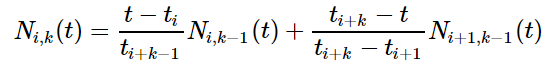 N_{i,k}(t) = \frac{t - t_i}{t_{i+k-1}} N_{i,k-1}(t) + \frac{t_{i+k} - t}{t_{i+k} - t_{i+1}} N_{i+1,k-1}(t)